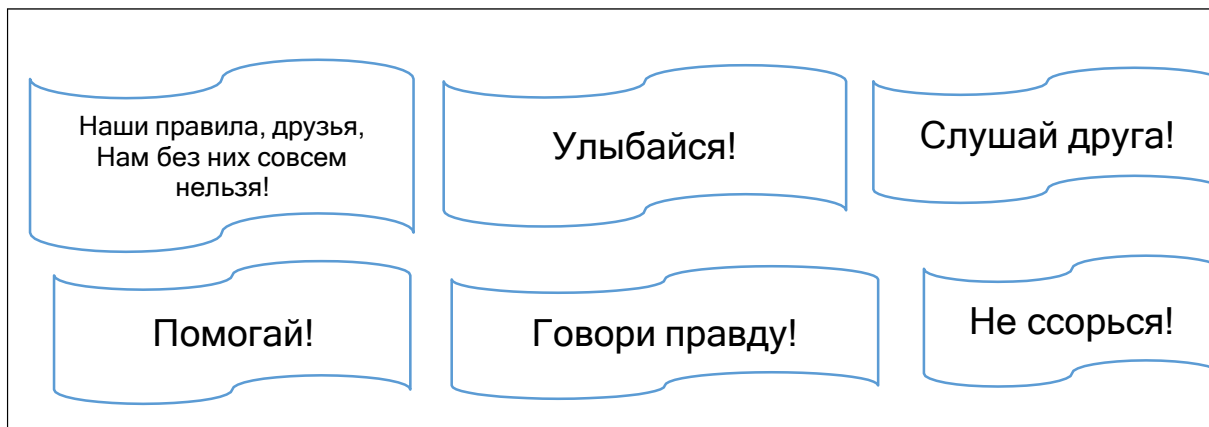 Наши правила, друзья,
Нам без них совсем
нельзя!
Улыбайся!
Слушай друга!
Помогай!
Говори правду!
Не ссорься!